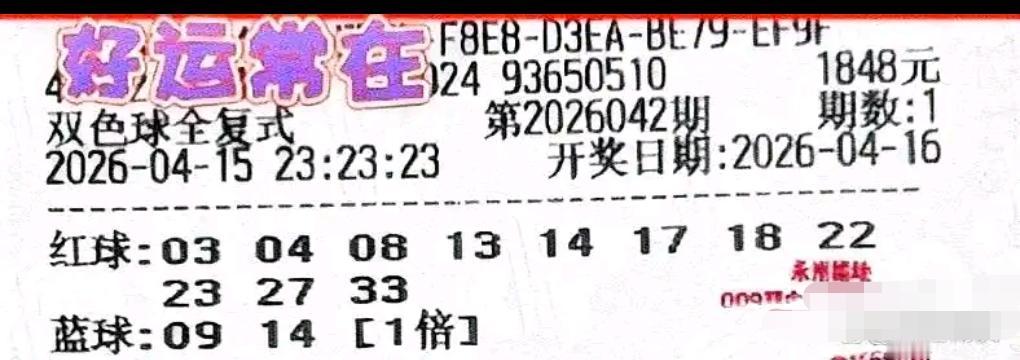 好运常在
F8E8-D3EA-BE79-EF9F
024 93650510 1848元
双色球全复式 第2026042期 期数:1
2026-04-15 23:23:23 开奖日期:2026-04-16
红球:03 04 08 13 14 17 18 22
23 27 33
蓝球:09 14 [1倍]